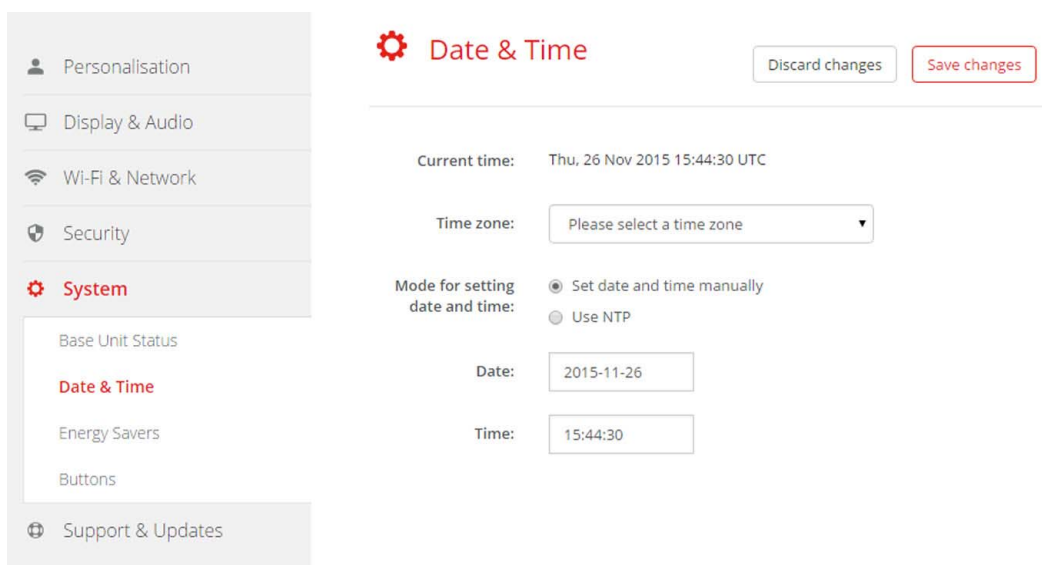 Personalisation
Display & Audio
Wi-Fi & Network
Security
System
Base Unit Status
Date & Time
Energy Savers
Buttons
Support & Updates
Date & Time
Discard changes
Save changes
Current time: Thu, 26 Nov 2015 15:44:30 UTC
Time zone: Please select a time zone
Mode for setting
date and time:
Set date and time manually
Use NTP
Date: 2015-11-26
Time: 15:44:30